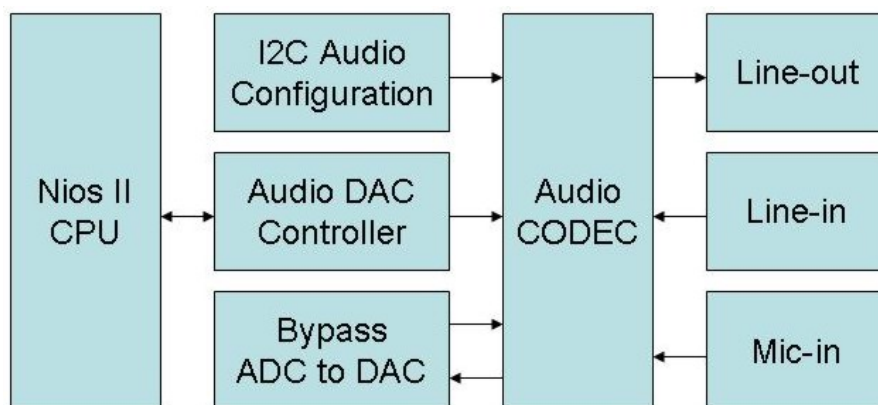 Nios II
CPU
I2C Audio
Configuration
Audio DAC
Controller
Bypass
ADC to DAC
Audio
CODEC
Line-out
Line-in
Mic-in